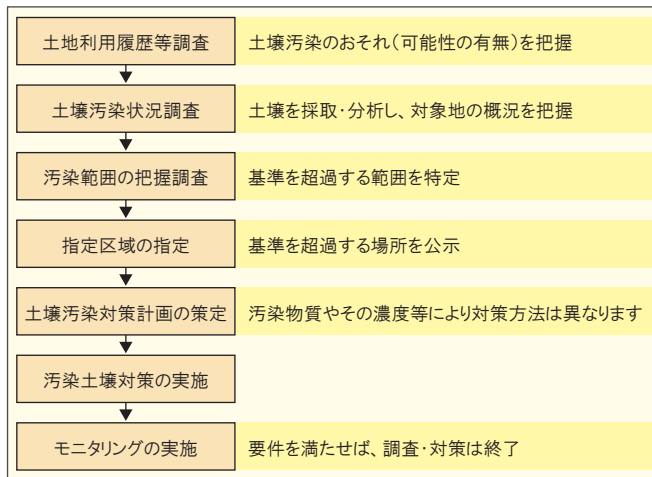 土地利用履歴等調査 土壌汚染のおそれ(可能性の有無)を把握
土壌汚染状況調査 土壌を採取・分析し、対象地の概況を把握
汚染範囲の把握調査 基準を超過する範囲を特定
指定区域の指定 基準を超過する場所を公示
土壌汚染対策計画の策定 汚染物質やその濃度等により対策方法は異なります
汚染土壌対策の実施
モニタリングの実施 要件を満たせば、調査・対策は終了